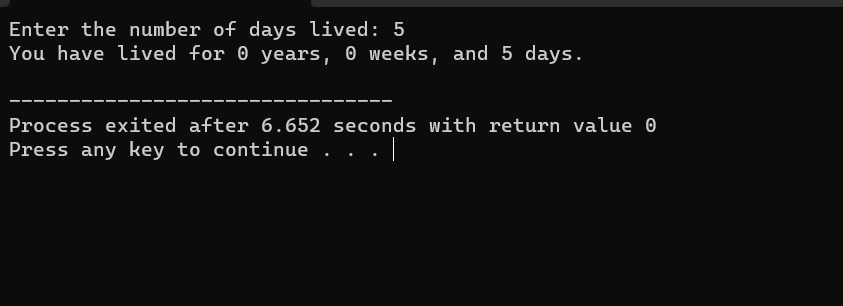 Enter the number of days lived: 5
You have lived for 0 years, 0 weeks, and 5 days.
--------------------------------
Process exited after 6.652 seconds with return value 0
Press any key to continue . . .